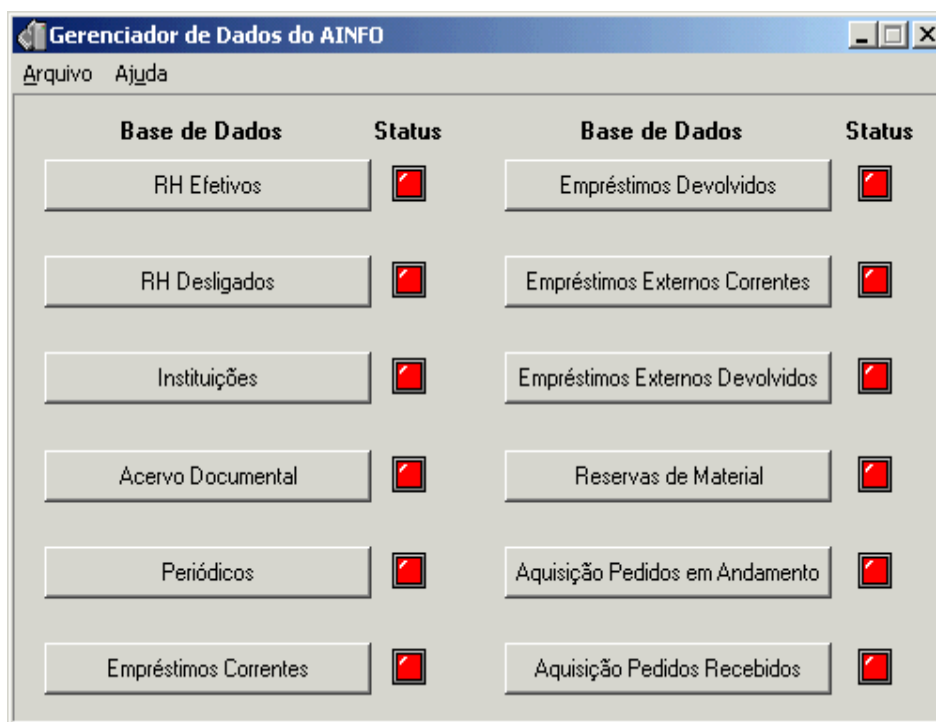 Gerenciador de Dados do AINFO
Arquivo Ajuda
Base de Dados Status Base de Dados Status
RH Efetivos Empréstimos Devolvidos
RH Desligados Empréstimos Externos Correntes
Instituições Empréstimos Externos Devolvidos
Acervo Documental Reservas de Material
Periódicos Aquisição Pedidos em Andamento
Empréstimos Correntes Aquisição Pedidos Recebidos